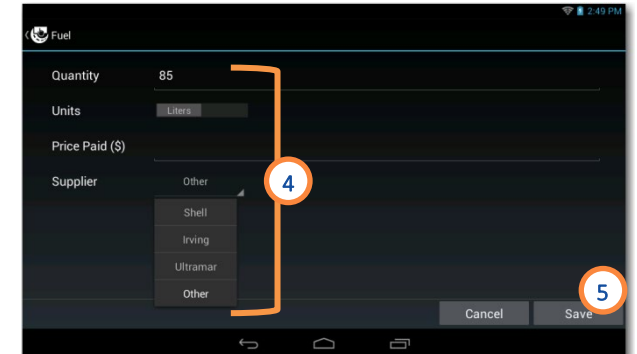 2:49 PM
Fuel
Quantity 85
Units Liters
Price Paid ($)
Supplier Other
4
Shell
Irving
Ultramar
Other
5
Cancel Save